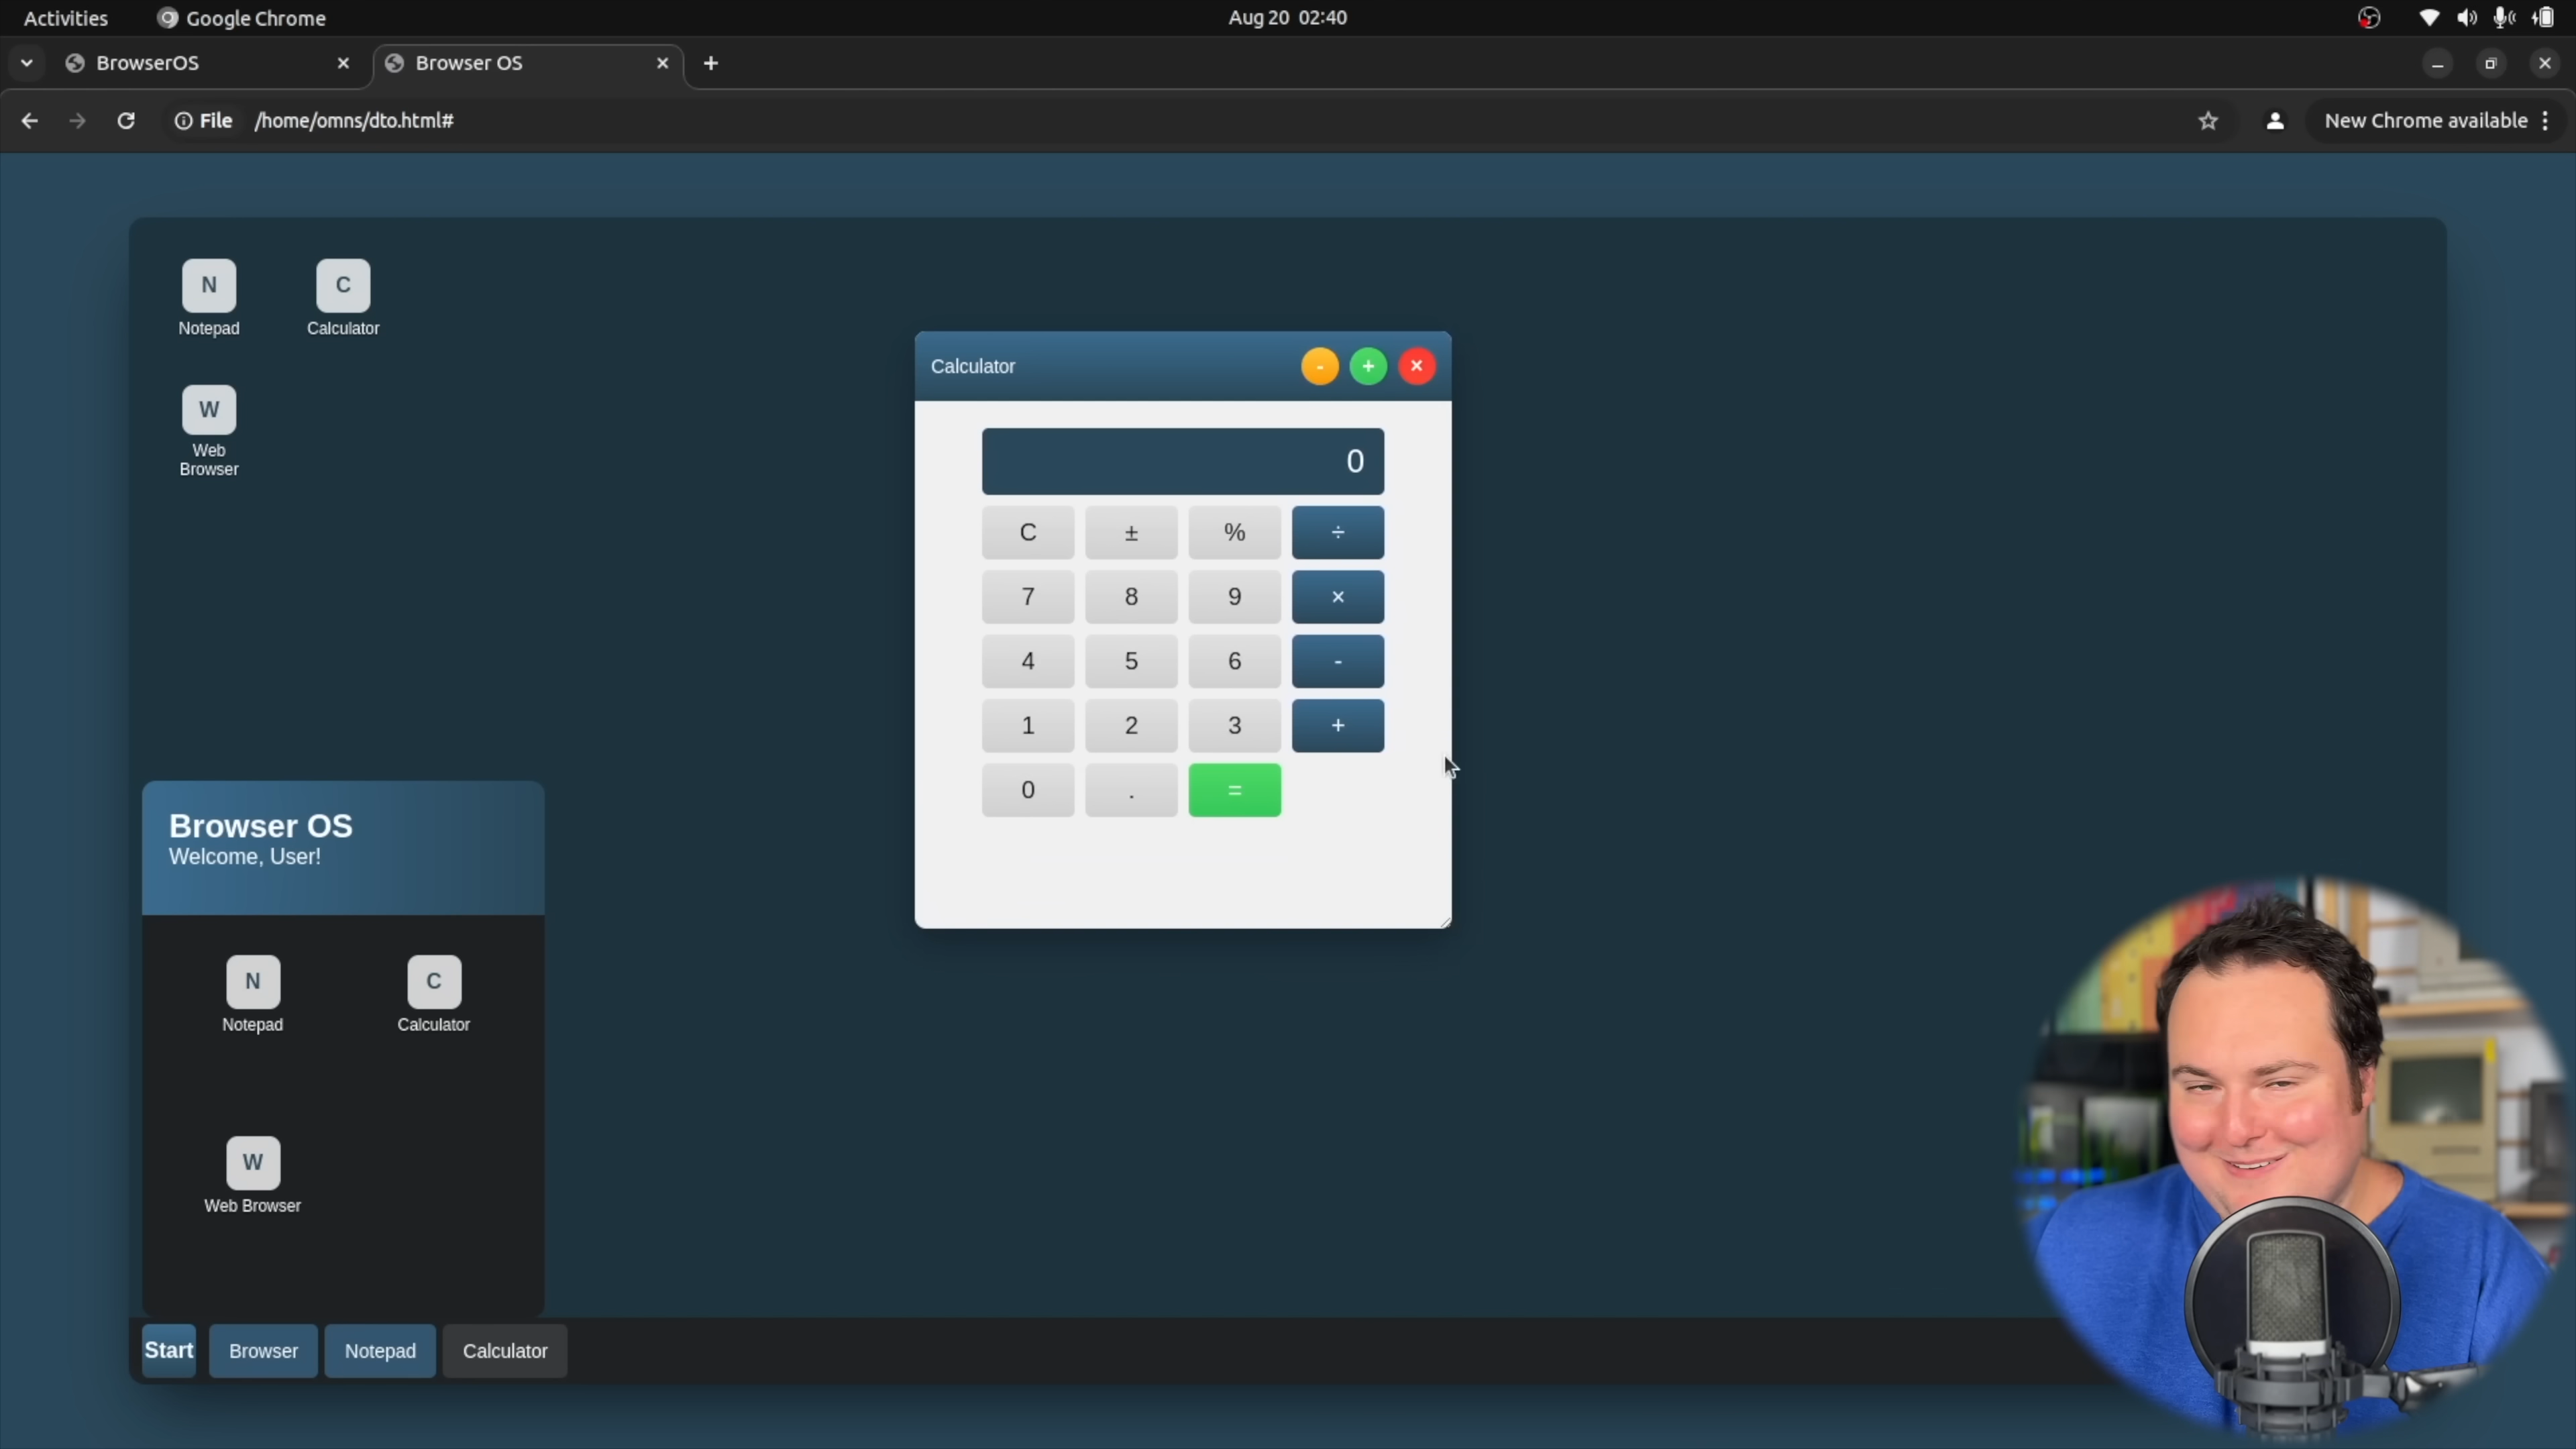 Activities
Google Chrome
Aug 20 02:40
BrowserOS
Browser OS
File
/home/omns/dto.html#
New Chrome available
N
C
Notepad
Calculator
W
Web
Browser
Calculator
-
+
×
0
C
±
%
÷
7
8
9
×
4
5
6
-
1
2
3
+
0
.
=
Browser OS
Welcome, User!
N
C
Notepad
Calculator
W
Web Browser
Start
Browser
Notepad
Calculator